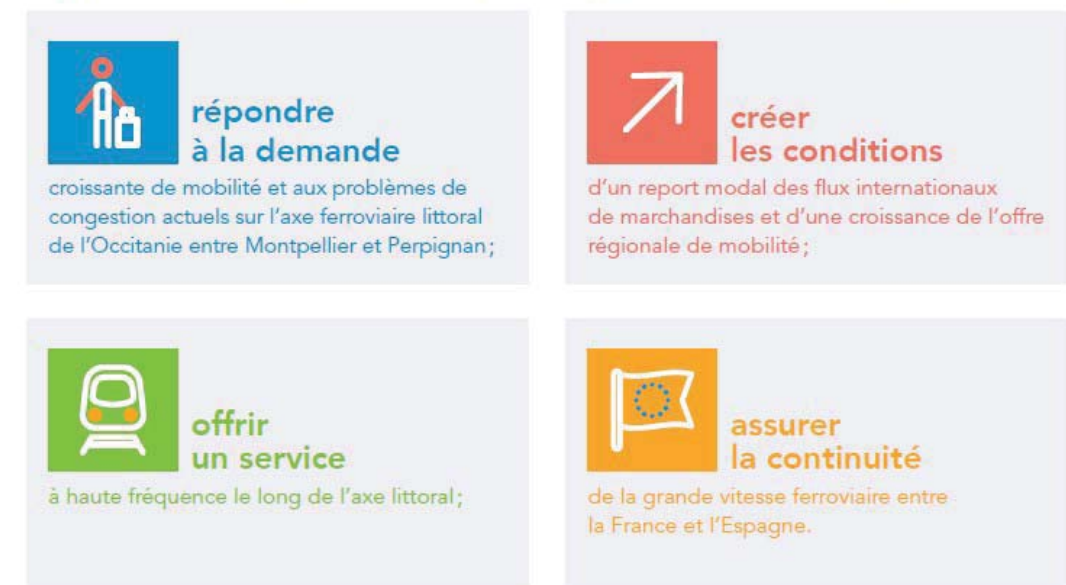 répondre
à la demande
croissante de mobilité et aux problèmes de
congestion actuels sur l'axe ferroviaire littoral
de l'Occitanie entre Montpellier et Perpignan;
créer
les conditions
d'un report modal des flux internationaux
de marchandises et d'une croissance de l'offre
régionale de mobilité;
offrir
un service
à haute fréquence le long de l'axe littoral;
assurer
la continuité
de la grande vitesse ferroviaire entre
la France et l'Espagne.